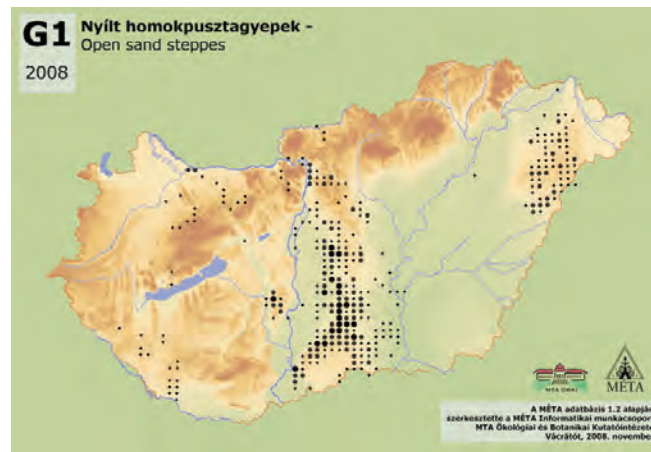 G1
Nyílt homokpusztagyepek -
Open sand steppes
2008
MTA ÖBKI
MÉTA
A MÉTA adatbázis 1.2 alapján
szerkesztette a MÉTA Informatikai munkacsoport
MTA Ökológiai és Botanikai Kutatóintézete
Vácrátót, 2008. november